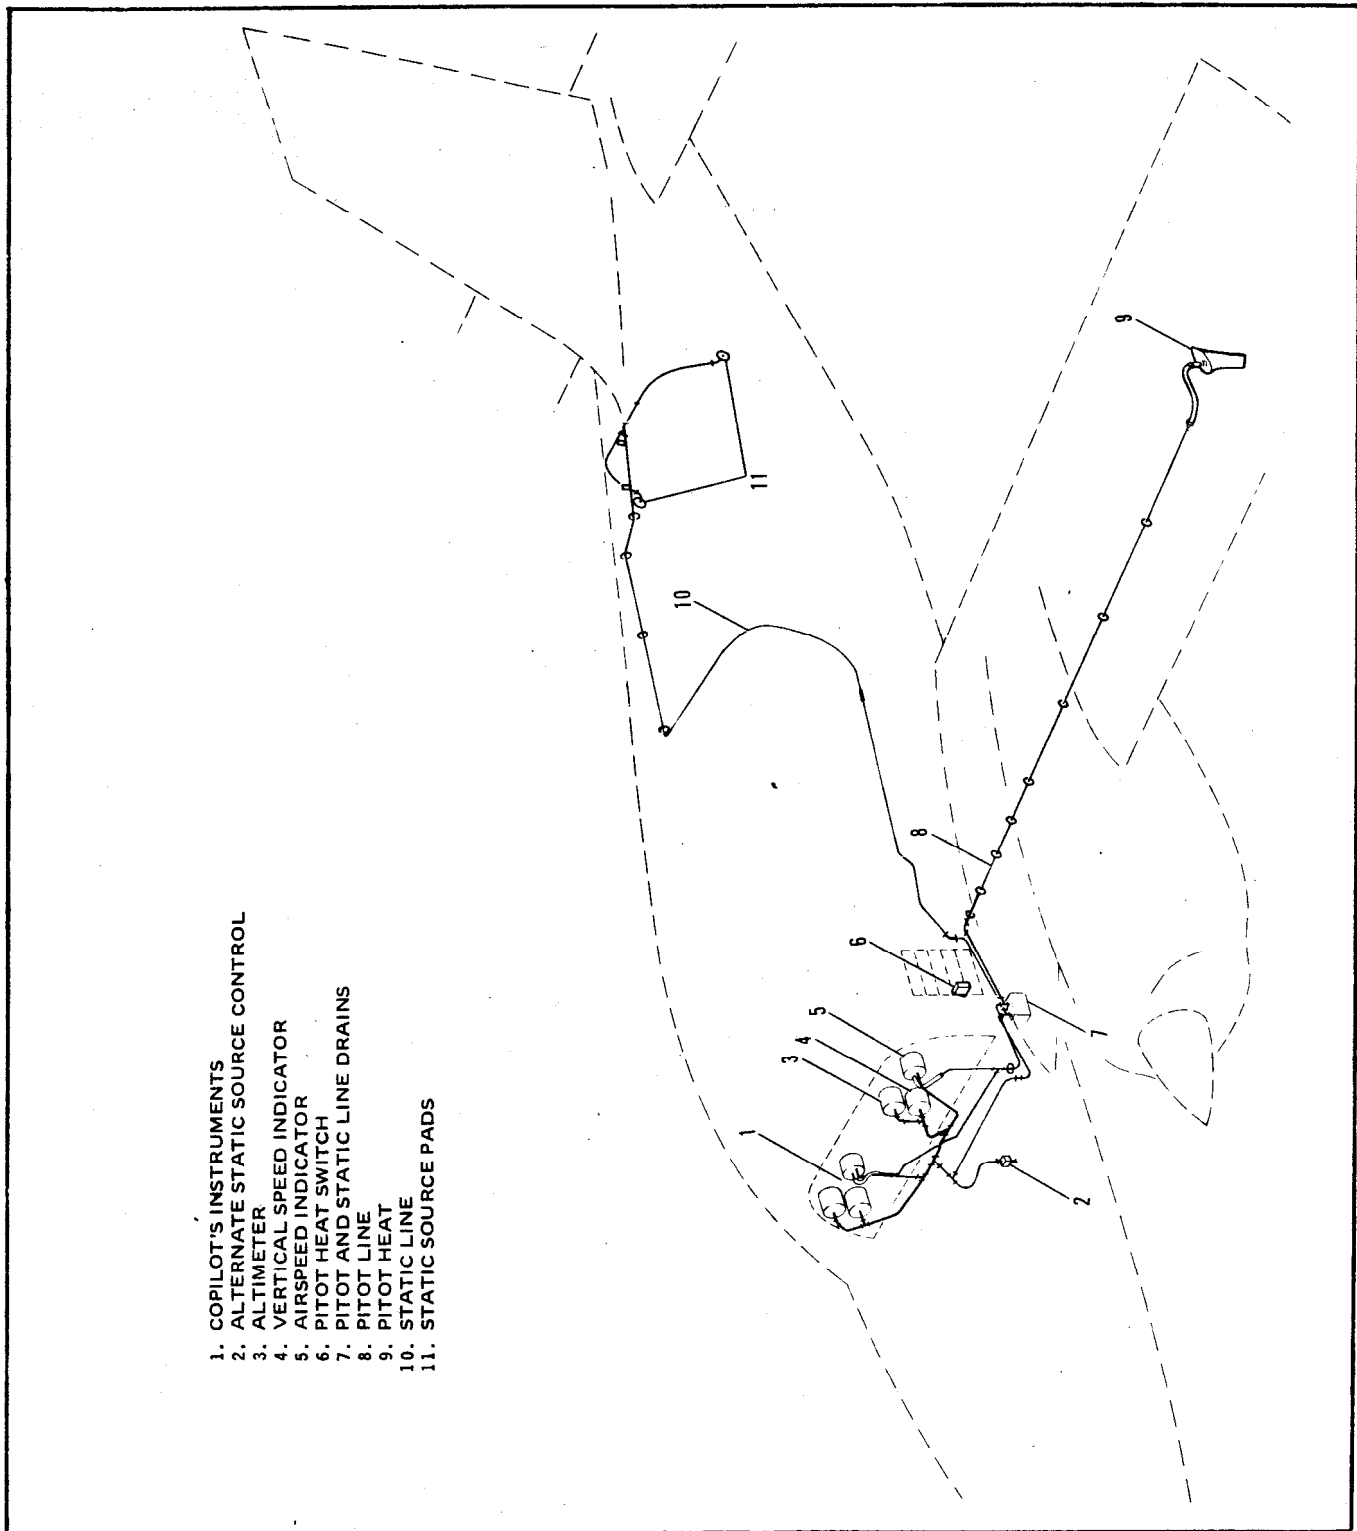 1. COPILOT'S INSTRUMENTS
2. ALTERNATE STATIC SOURCE CONTROL
3. ALTIMETER
4. VERTICAL SPEED INDICATOR
5. AIRSPEED INDICATOR
6. PITOT HEAT SWITCH
7. PITOT AND STATIC LINE DRAINS
8. PITOT LINE
9. PITOT HEAT
10. STATIC LINE
11. STATIC SOURCE PADS
1
2
3
4
5
6
7
8
9
10
11